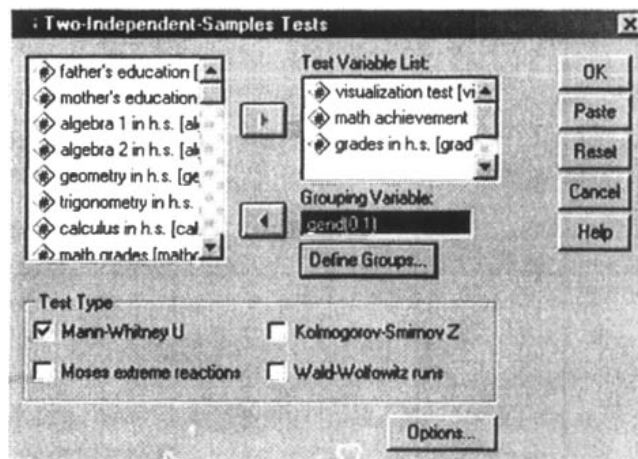 Two-Independent-Samples Tests
father's education [
mother's education
algebra 1 in h.s. [al
algebra 2 in h.s. [al
geometry in h.s. [ge
trigonometry in h.s.
calculus in h.s. [cal
math grades [mathc
Test Variable List:
visualization test [vi
math achievement
grades in h.s. [grad
Grouping Variable:
gend(0 1)
Define Groups...
OK
Paste
Reset
Cancel
Help
Test Type
Mann-Whitney U
Kolmogorov-Smirnov Z
Moses extreme reactions
Wald-Wolfowitz runs
Options...